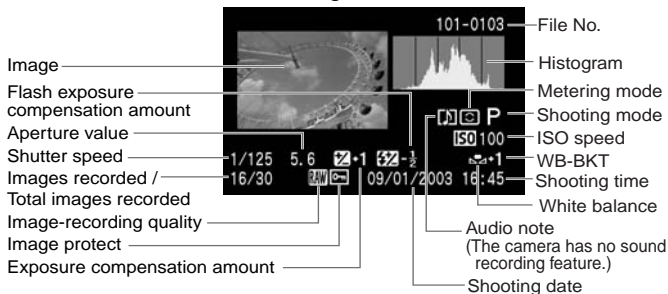 101-0103
File No.
Histogram
Image
Metering mode
Flash exposure
compensation amount
P
Shooting mode
ISO 100
ISO speed
Aperture value
Shutter speed
1/125 5.6 +1 -½ +1
WB-BKT
Images recorded /
Total images recorded
16/30 RAW 09/01/2003 16:45
Shooting time
Image-recording quality
White balance
Image protect
Audio note
(The camera has no sound
recording feature.)
Exposure compensation amount
Shooting date